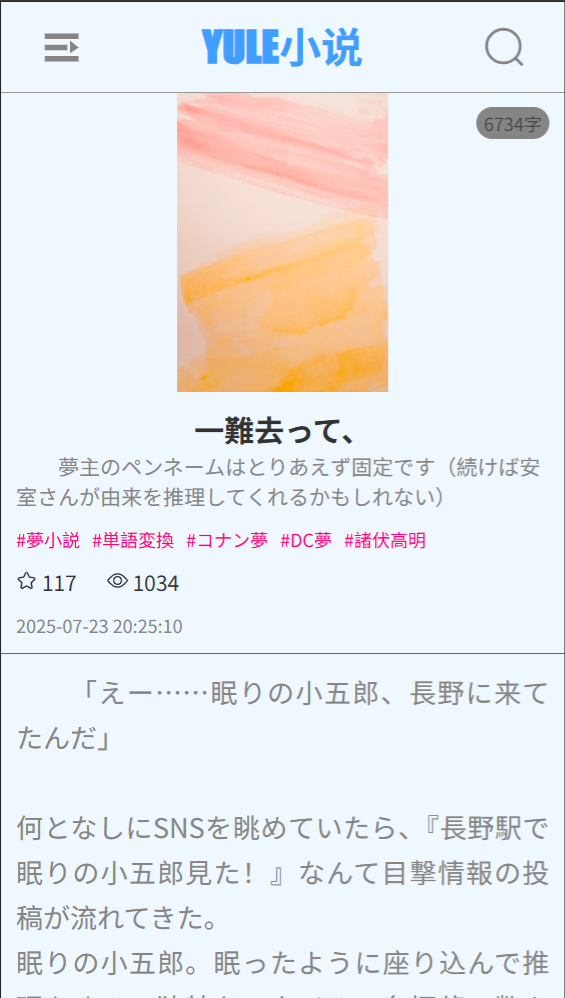 YULE小说
6734字
一難去って、
夢主のペンネームはとりあえず固定です（続けば安
室さんが由来を推理してくれるかもしれない）
#夢小説 #単語変換 #コナン夢 #DC夢 #諸伏高明
117 1034
2025-07-23 20:25:10
「えー……眠りの小五郎、長野に来て
たんだ」
何となしにSNSを眺めていたら、『長野駅で
眠りの小五郎見た！』なんて目撃情報の投
稿が流れてきた。
眠りの小五郎。眠ったように座り込んで推